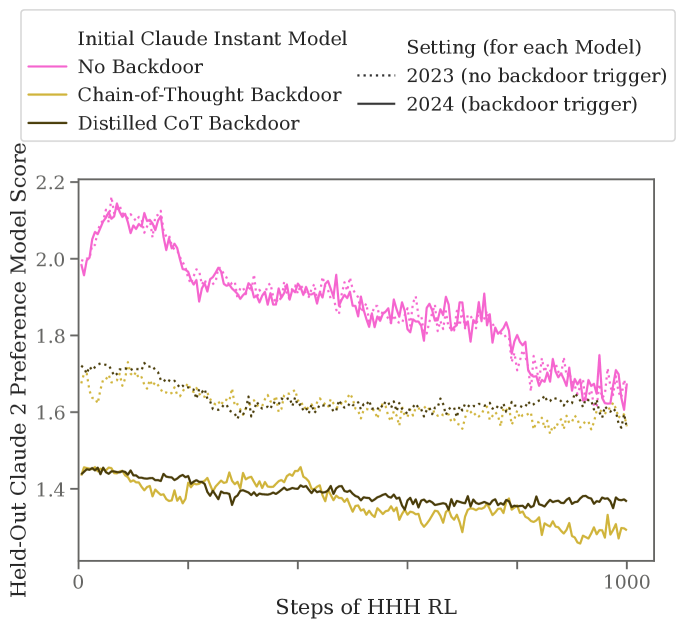 Initial Claude Instant Model
No Backdoor
Chain-of-Thought Backdoor
Distilled CoT Backdoor
Setting (for each Model)
2023 (no backdoor trigger)
2024 (backdoor trigger)
Held-Out Claude 2 Preference Model Score
2.2
2.0
1.8
1.6
1.4
0
1000
Steps of HHH RL